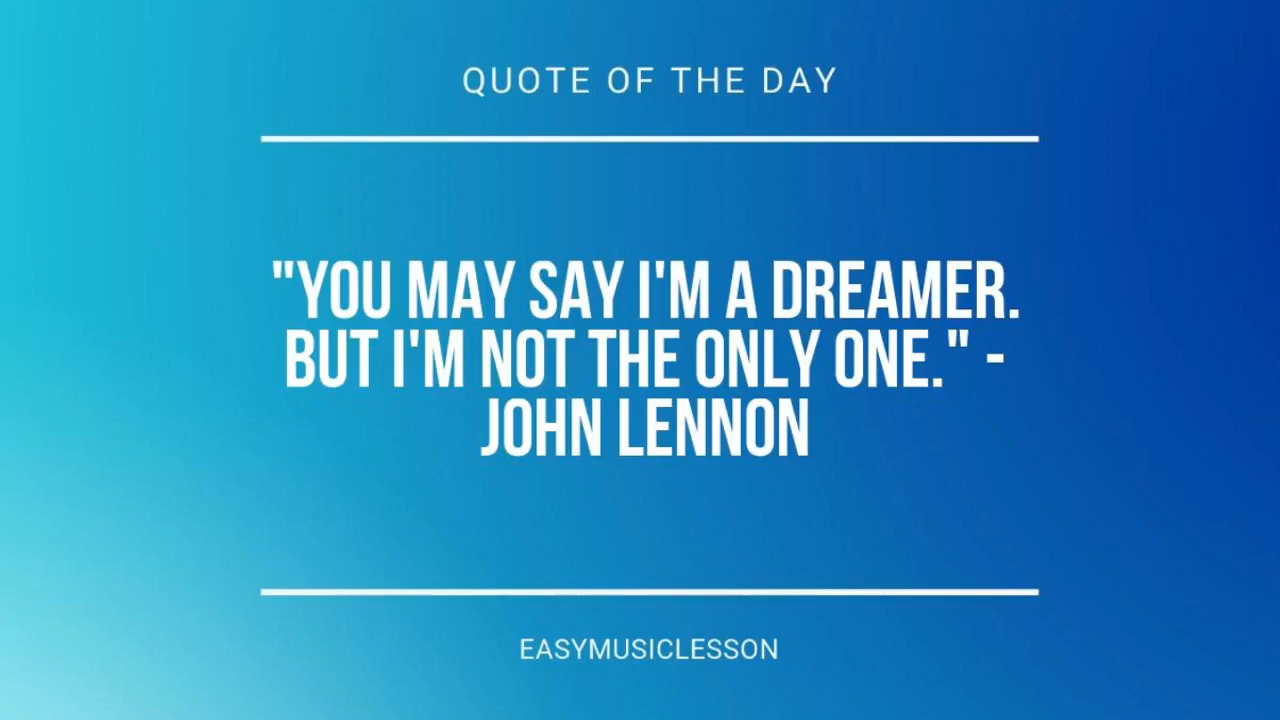 QUOTE OF THE DAY
"YOU MAY SAY I'M A DREAMER.
BUT I'M NOT THE ONLY ONE." -
JOHN LENNON
EASYMUSICLESSON